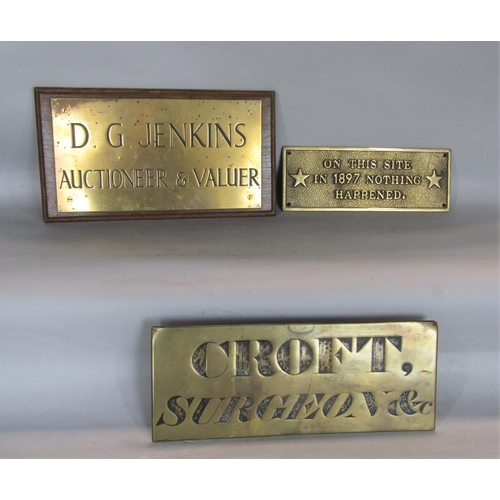 D. G. JENKINS
AUCTIONEER & VALUER
ON THIS SITE
IN 1897 NOTHING
HAPPENED.
CROFT,
SURGEON &c